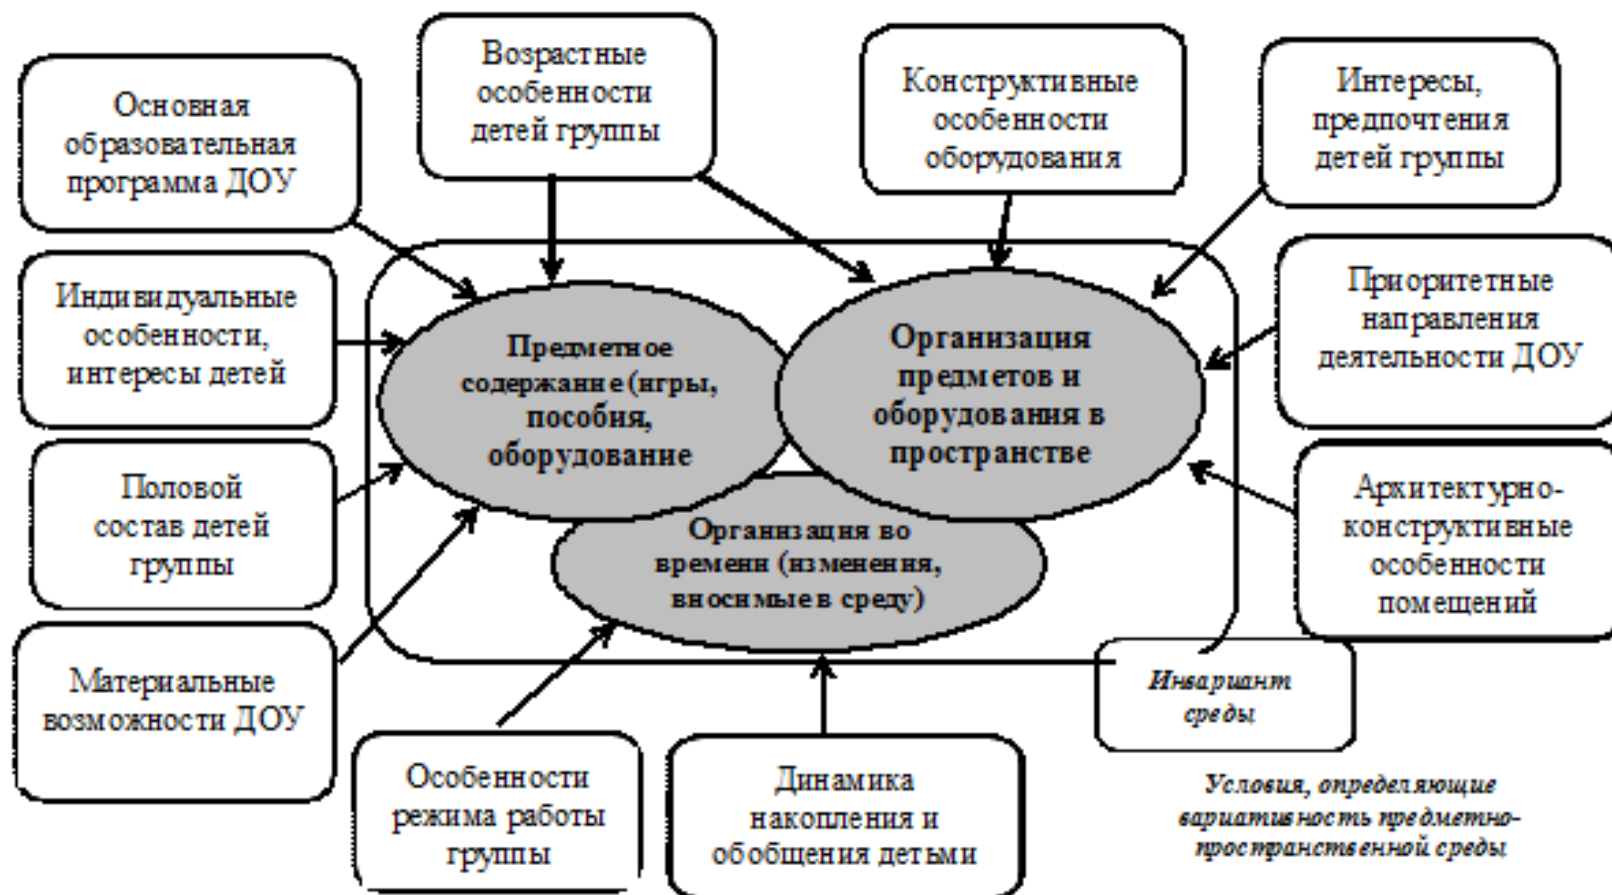 Основная
образовательная
программа ДОУ
Возрастные
особенности
детей группы
Конструктивные
особенности
оборудования
Интересы,
предпочтения
детей группы
Индивидуальные
особенности,
интересы детей
Предметное
содержание (игры,
пособия,
оборудование
Организация
предметов и
оборудования в
пространстве
Приоритетные
направления
деятельности ДОУ
Половой
состав детей
группы
Организация во
времени (изменения,
вносимые в среду)
Архитектурно-
конструктивные
особенности
помещений
Материальные
возможности ДОУ
Инвариант
среды
Особенности
режима работы
группы
Динамика
накопления и
обобщения детьми
Условия, определяющие
вариативность предметно-
пространственной среды